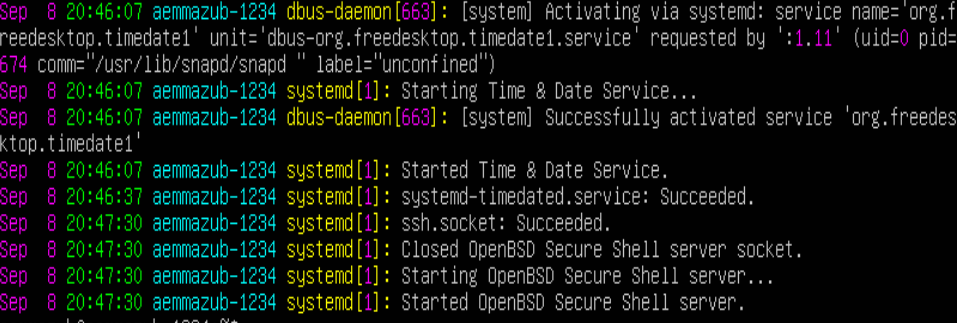 Sep  8 20:46:07 aemmazub-1234 dbus-daemon[663]: [system] Activating via systemd: service name='org.f
reedesktop.timedate1' unit='dbus-org.freedesktop.timedate1.service' requested by ':1.11' (uid=0 pid=
674 comm="/usr/lib/snapd/snapd " label="unconfined")
Sep  8 20:46:07 aemmazub-1234 systemd[1]: Starting Time & Date Service...
Sep  8 20:46:07 aemmazub-1234 dbus-daemon[663]: [system] Successfully activated service 'org.freedes
ktop.timedate1'
Sep  8 20:46:07 aemmazub-1234 systemd[1]: Started Time & Date Service.
Sep  8 20:46:37 aemmazub-1234 systemd[1]: systemd-timedated.service: Succeeded.
Sep  8 20:47:30 aemmazub-1234 systemd[1]: ssh.socket: Succeeded.
Sep  8 20:47:30 aemmazub-1234 systemd[1]: Closed OpenBSD Secure Shell server socket.
Sep  8 20:47:30 aemmazub-1234 systemd[1]: Starting OpenBSD Secure Shell server...
Sep  8 20:47:30 aemmazub-1234 systemd[1]: Started OpenBSD Secure Shell server.